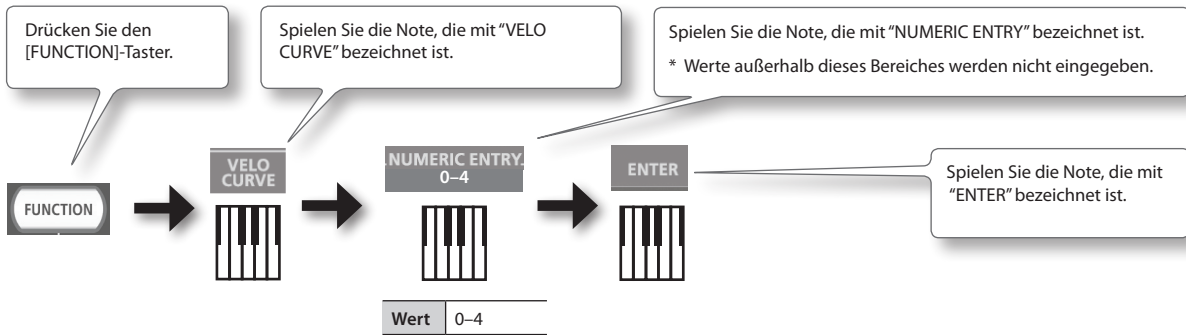 Drücken Sie den
[FUNCTION]-Taster.
Spielen Sie die Note, die mit “VELO
CURVE” bezeichnet ist.
Spielen Sie die Note, die mit “NUMERIC ENTRY” bezeichnet ist.
* Werte außerhalb dieses Bereiches werden nicht eingegeben.
FUNCTION
VELO
CURVE
NUMERIC ENTRY
0–4
ENTER
Spielen Sie die Note, die mit
“ENTER” bezeichnet ist.
Wert 0–4